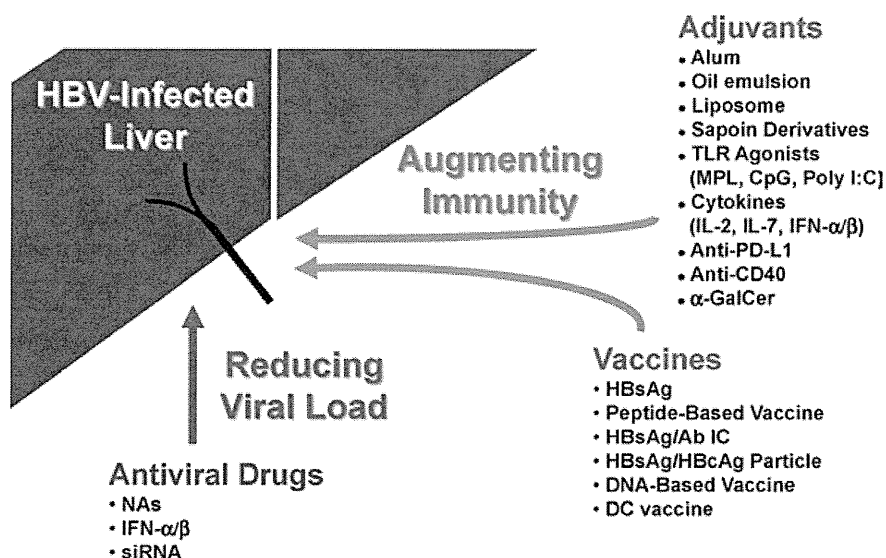 HBV-Infected
Liver
Augmenting
Immunity
Adjuvants
• Alum
• Oil emulsion
• Liposome
• Sapoin Derivatives
• TLR Agonists
(MPL, CpG, Poly I:C]
• Cytokines
(IL-2, IL-7, IFN-α/β)
• Anti-PD-L1
• Anti-CD40
• α-GalCer
Reducing
Viral Load
Vaccines
• HBsAg
• Peptide-Based Vaccine
• HBsAg/Ab IC
• HBsAg/HBcAg Particle
• DNA-Based Vaccine
• DC vaccine
Antiviral Drugs
• NAs
• IFN-α/β
• siRNA